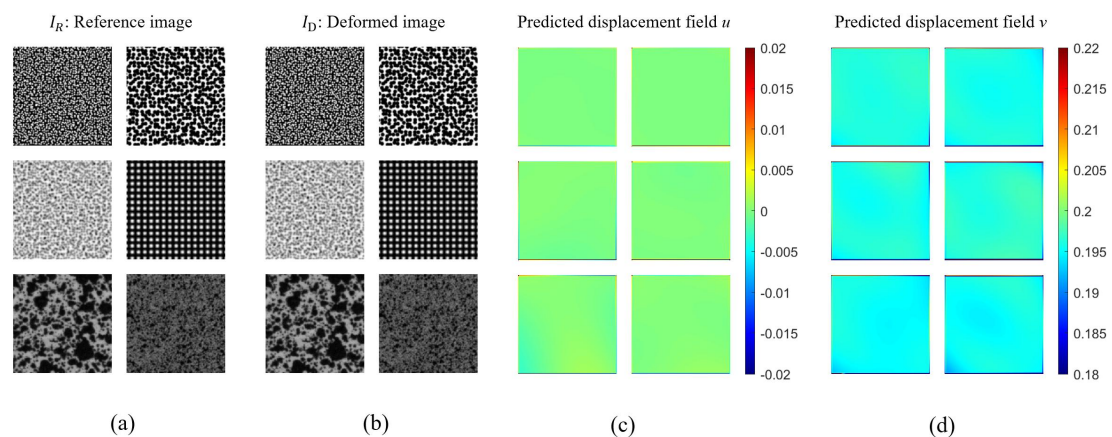 I_R: Reference image
I_D: Deformed image
Predicted displacement field u
Predicted displacement field v
0.02
0.015
0.01
0.005
0
-0.005
-0.01
-0.015
-0.02
0.22
0.215
0.21
0.205
0.2
0.195
0.19
0.185
0.18
(a)
(b)
(c)
(d)